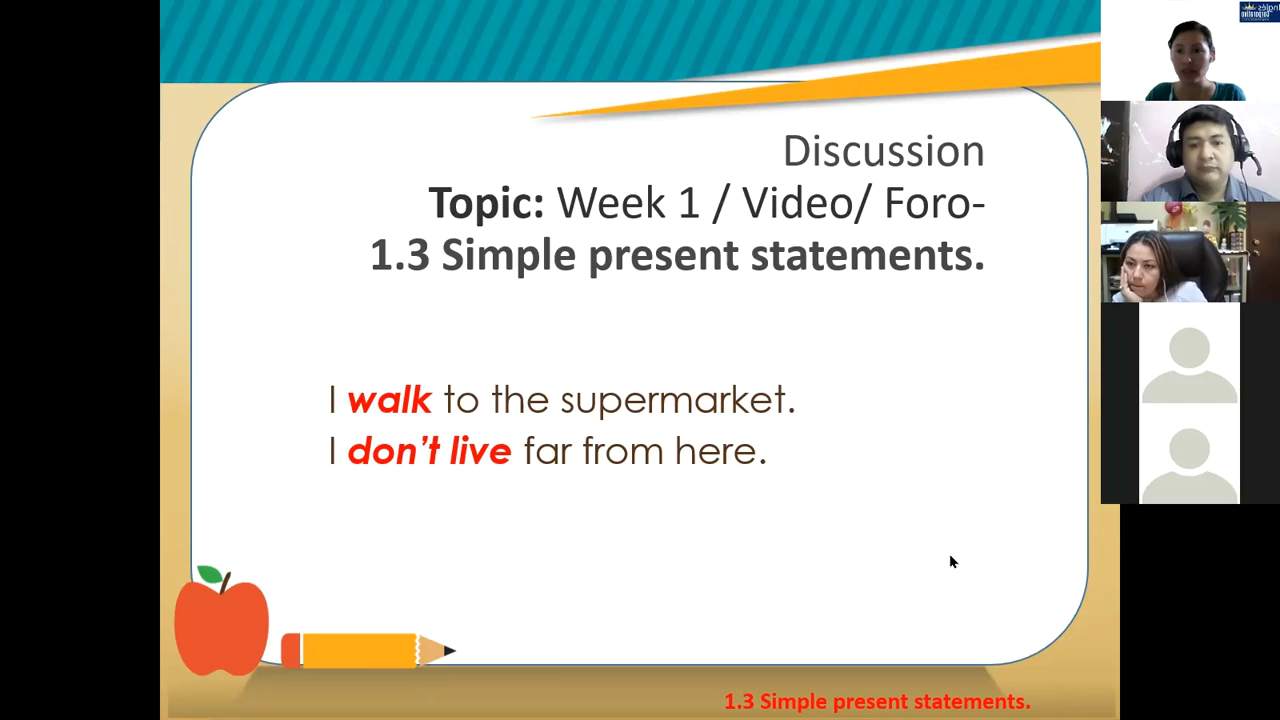 Discussion
Topic: Week 1 / Video/ Foro-
1.3 Simple present statements.
I walk to the supermarket.
I don't live far from here.
1.3 Simple present statements.